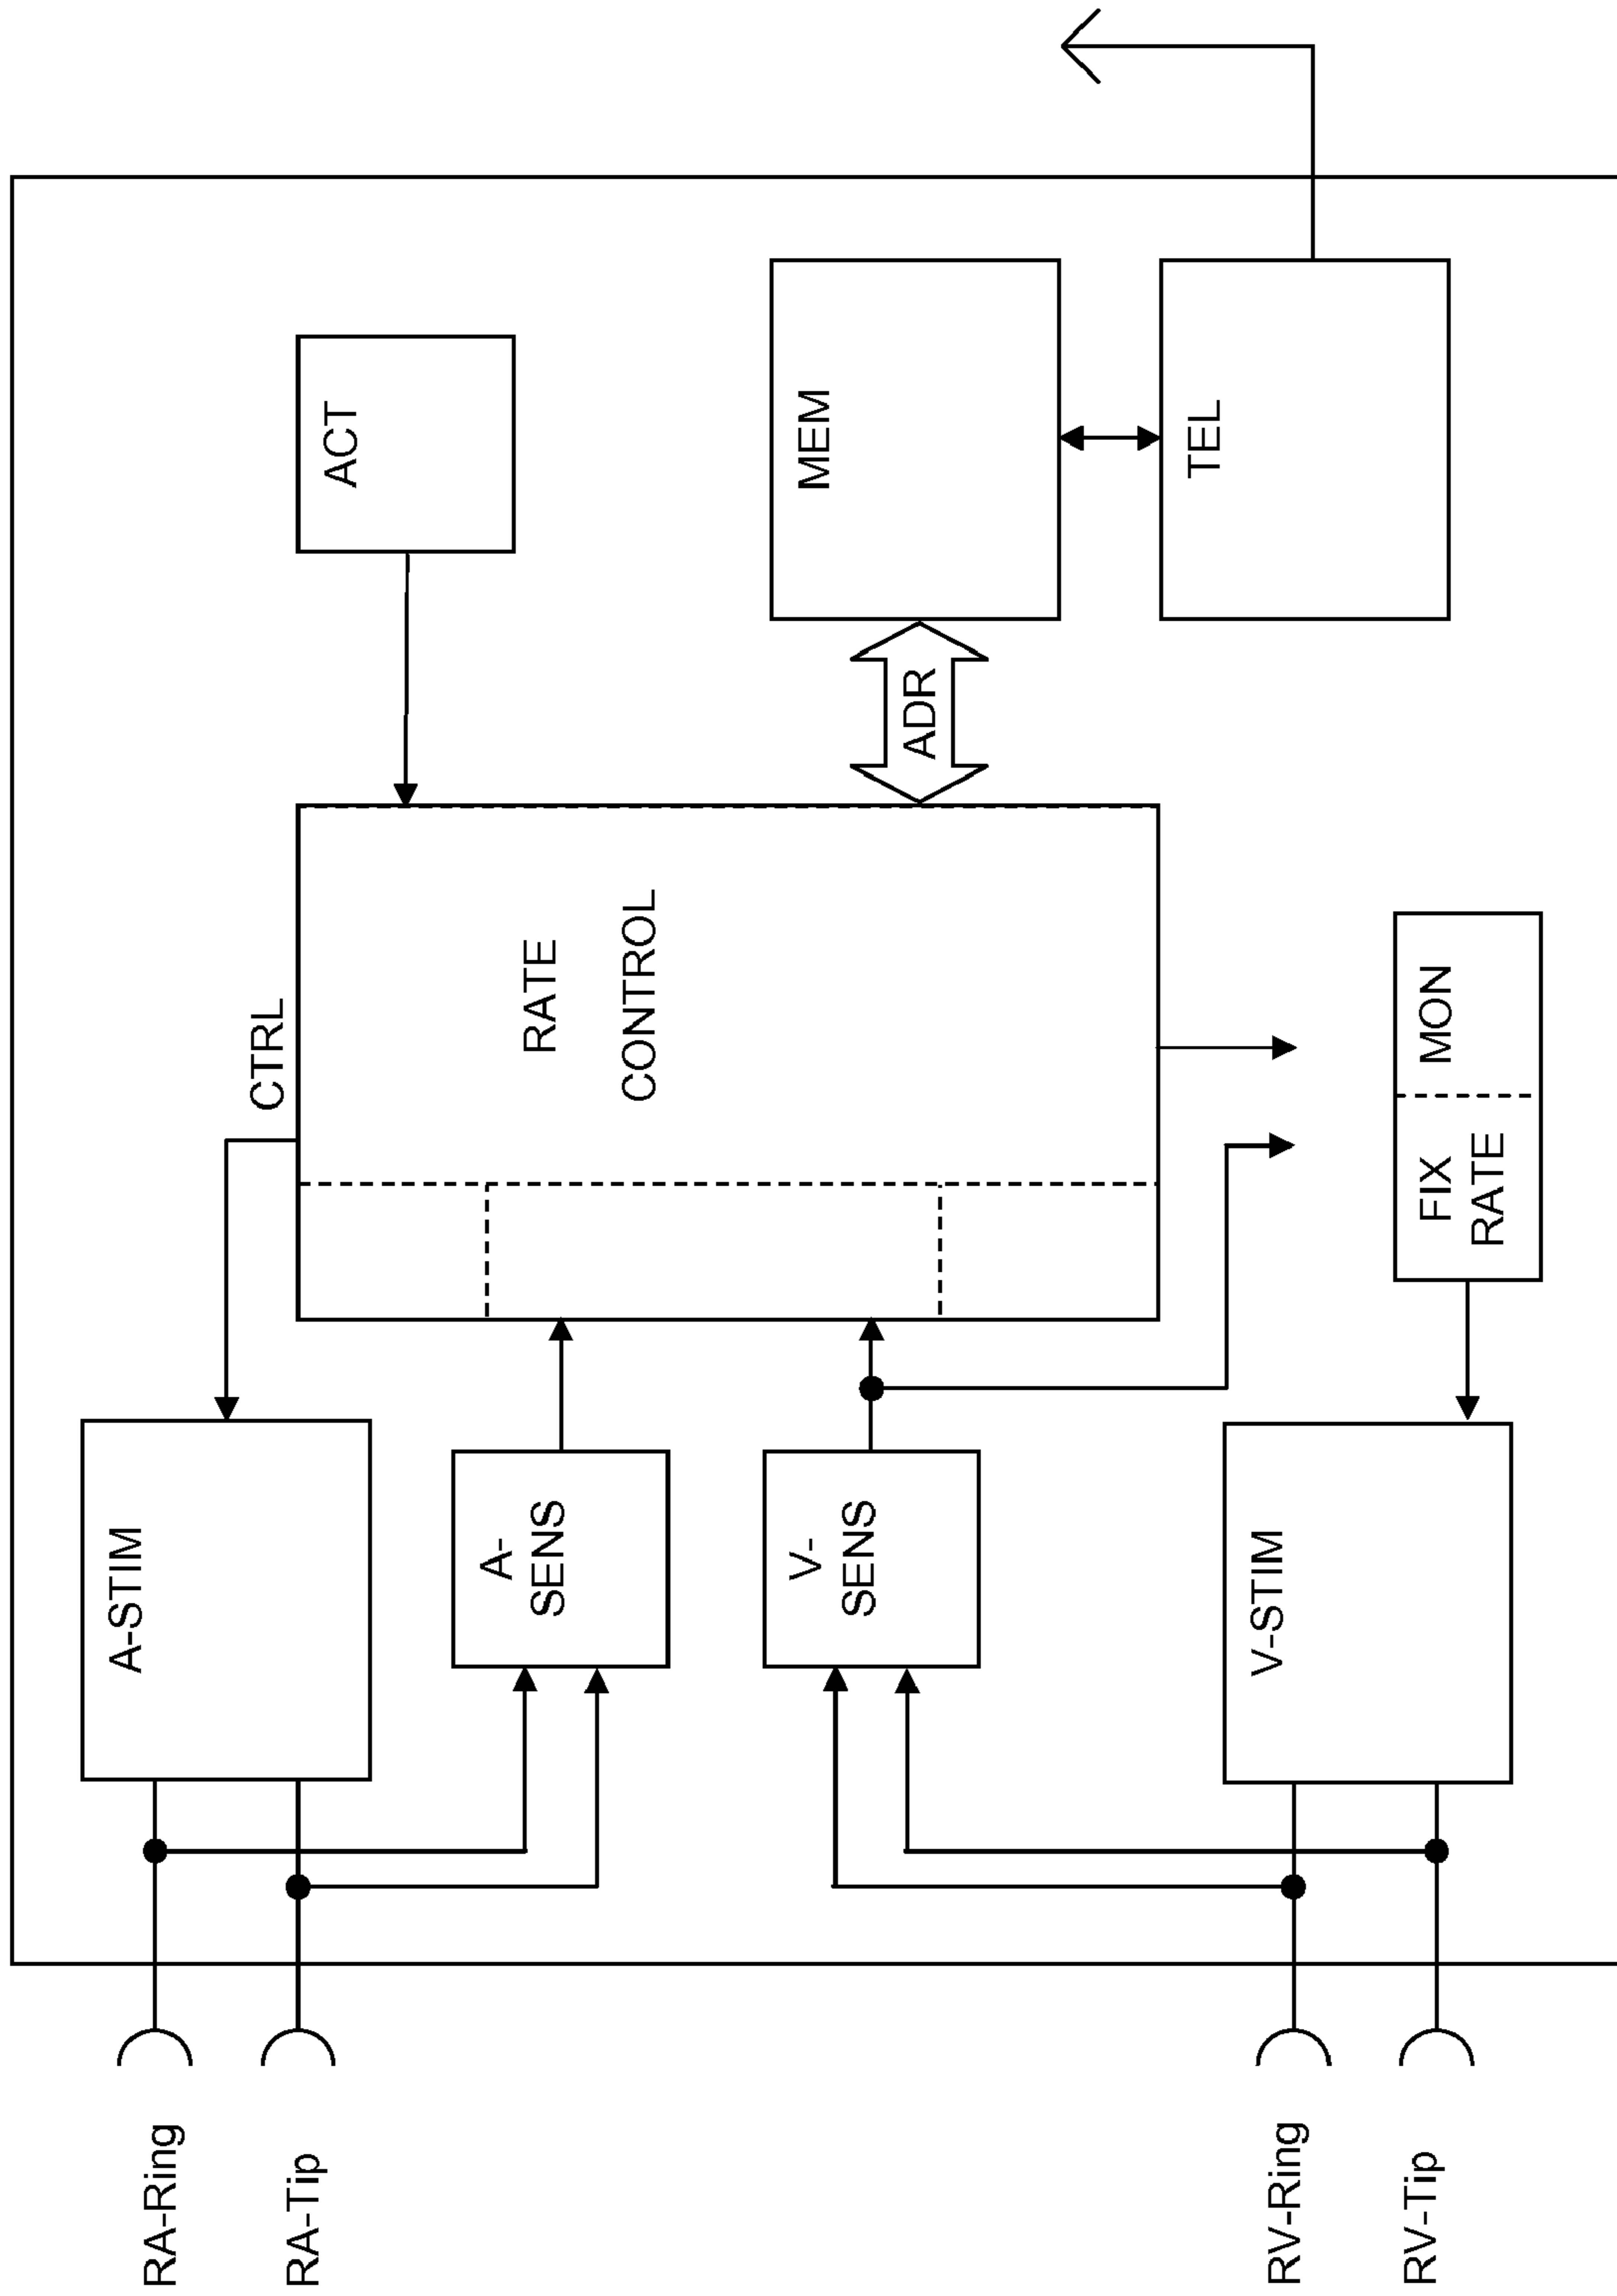 RA-Ring
RA-Tip
RV-Ring
RV-Tip
A-STIM
A-
SENS
V-
SENS
V-STIM
CTRL
RATE
CONTROL
FIX
RATE
MON
ADR
ACT
MEM
TEL